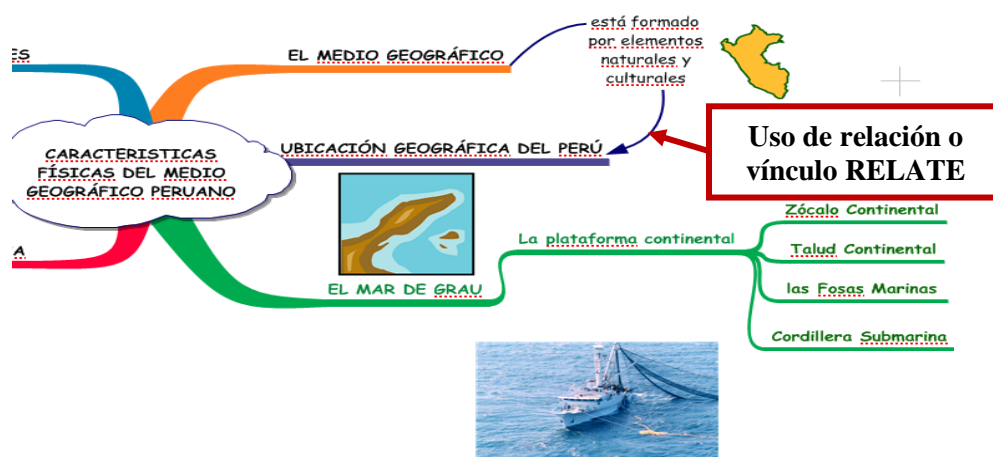 ES
EL MEDIO GEOGRÁFICO
está formado
por elementos
naturales y
culturales
CARACTERISTICAS
FÍSICAS DEL MEDIO
GEOGRÁFICO PERUANO
UBICACIÓN GEOGRÁFICA DEL PERÚ
Uso de relación o
vínculo RELATE
A
EL MAR DE GRAU
La plataforma continental
Zócalo Continental
Talud Continental
las Fosas Marinas
Cordillera Submarina